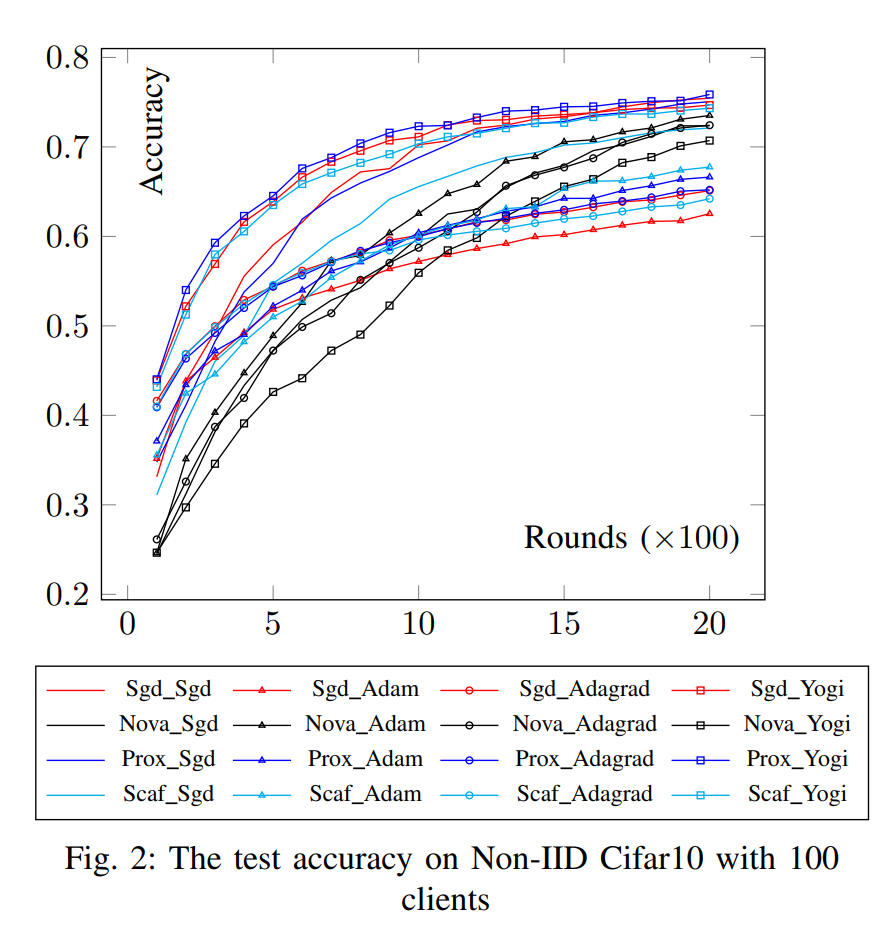 0.8
0.7
0.6
0.5
0.4
0.3
0.2
Accuracy
Rounds (×100)
0 5 10 15 20
Sgd_Sgd Sgd_Adam Sgd_Adagrad Sgd_Yogi
Nova_Sgd Nova_Adam Nova_Adagrad Nova_Yogi
Prox_Sgd Prox_Adam Prox_Adagrad Prox_Yogi
Scaf_Sgd Scaf_Adam Scaf_Adagrad Scaf_Yogi
Fig. 2: The test accuracy on Non-IID Cifar10 with 100
clients